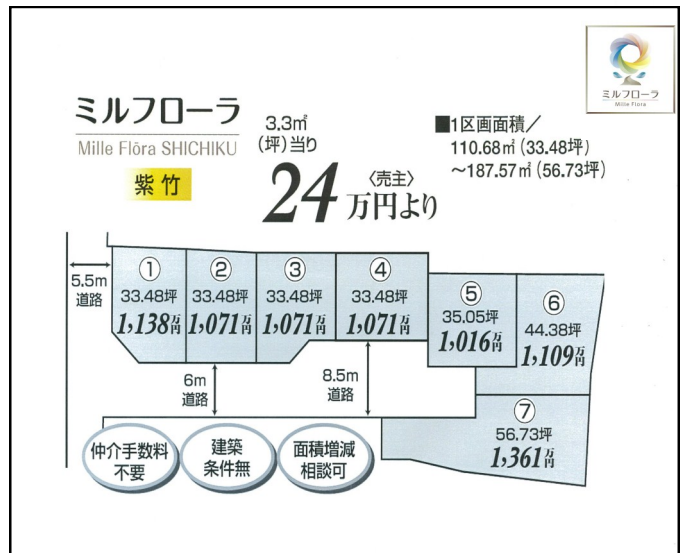 ミルフローラ
Mille Flora
ミルフローラ
Mille Flōra SHICHIKU
紫竹
3.3㎡
(坪)当り
24万円より
〈売主〉
■1区画面積／
110.68㎡(33.48坪)
～187.57㎡(56.73坪)
5.5m
道路
①
33.48坪
1,138万円
②
33.48坪
1,071万円
③
33.48坪
1,071万円
④
33.48坪
1,071万円
⑤
35.05坪
1,016万円
⑥
44.38坪
1,109万円
6m
道路
8.5m
道路
⑦
56.73坪
1,361万円
仲介手数料
不要
建築
条件無
面積増減
相談可